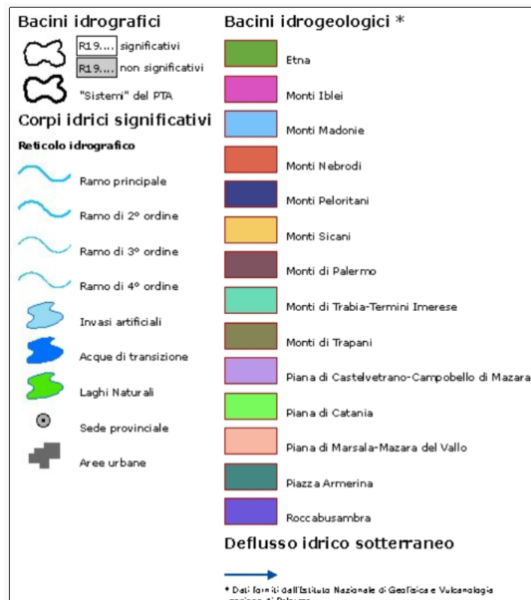 Bacini idrografici
R19.... significativi
R19.... non significativi
"Sistemi" del PTA
Corpi idrici significativi
Reticolo idrografico
Ramo principale
Ramo di 2° ordine
Ramo di 3° ordine
Ramo di 4° ordine
Invasi artificiali
Acque di transizione
Laghi Naturali
Sede provinciale
Aree urbane
Bacini idrogeologici *
Etna
Monti Iblei
Monti Madonie
Monti Nebrodi
Monti Peloritani
Monti Sicani
Monti di Palermo
Monti di Trabia-Termini Imerese
Monti di Trapani
Piana di Castelvetrano-Campobello di Mazara
Piana di Catania
Piana di Marsala-Mazara del Vallo
Piazza Armerina
Roccabusambra
Deflusso idrico sotterraneo
* Dati forniti dall'Istituto Nazionale di Geofisica e Vulcanologia